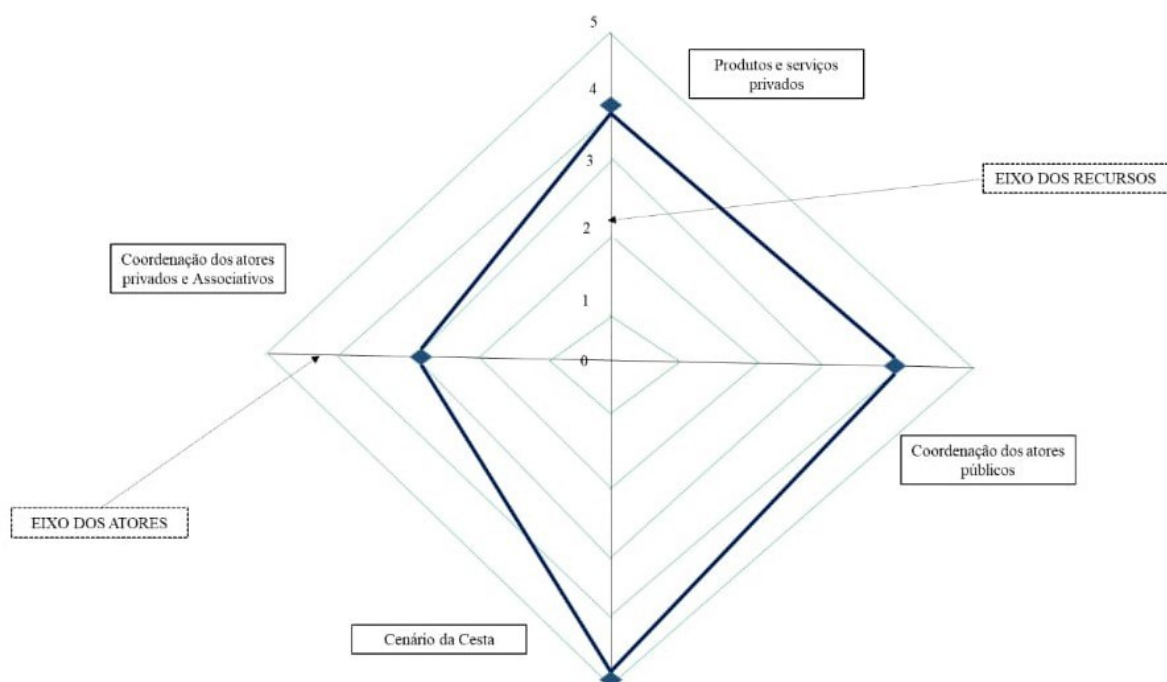 5
Produtos e serviços
privados
4
3
EIXO DOS RECURSOS
2
Coordenação dos atores
privados e Associativos
1
0
Coordenação dos atores
públicos
EIXO DOS ATORES
Cenário da Cesta